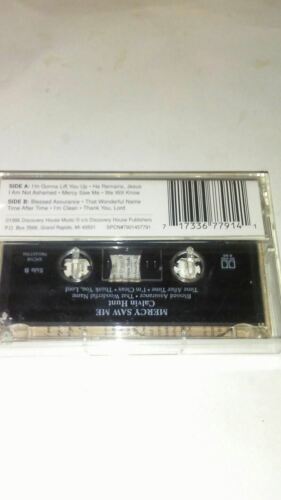 SIDE A: I'm Gonna Lift You Up • He Remains, Jesus
I Am Not Ashamed • Mercy Saw Me • We Will Know
SIDE B: Blessed Assurance • That Wonderful Name
Time After Time • I'm Clean • Thank You, Lord
Discovery House Music
c/o Discovery House Publishers
P.O. Box 3566, Grand Rapids, MI 49501
SPCN#7901457791
7 17336 77914 1
MERCY SAW ME
Calvin Hunt
Blessed Assurance • That Wonderful Name
Time After Time • I'm Clean • Thank You, Lord
Side B